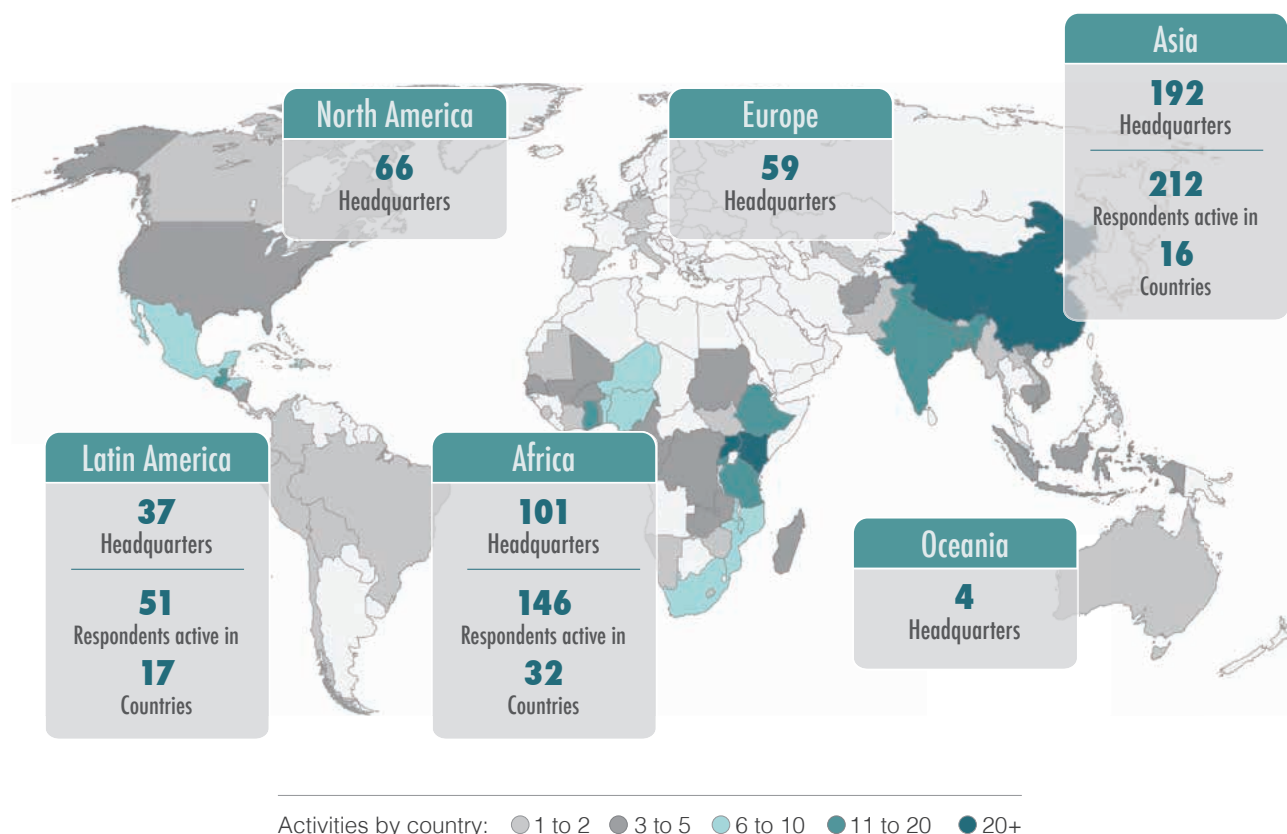 North America
66
Headquarters
Europe
59
Headquarters
Asia
192
Headquarters
212
Respondents active in
16
Countries
Latin America
37
Headquarters
51
Respondents active in
17
Countries
Africa
101
Headquarters
146
Respondents active in
32
Countries
Oceania
4
Headquarters
Activities by country: 1 to 2 3 to 5 6 to 10 11 to 20 20+